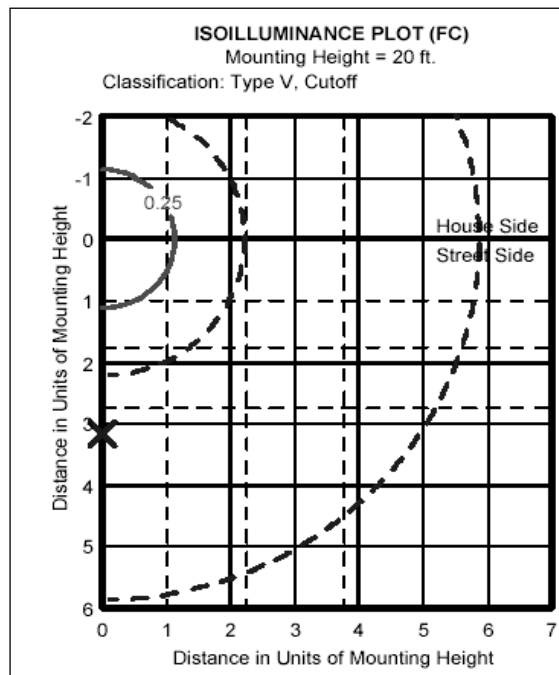 ISOILLUMINANCE PLOT (FC)
Mounting Height = 20 ft.
Classification: Type V, Cutoff
Distance in Units of Mounting Height
-2
-1
0
1
2
3
4
5
6
0.25
House Side
Street Side
0 1 2 3 4 5 6 7
Distance in Units of Mounting Height